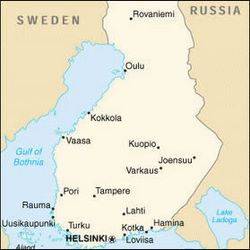 SWEDEN
RUSSIA
Rovaniemi
Oulu
Kokkola
Gulf of
Bothnia
Vaasa
Kuopio
Joensuu
Varkaus
Pori
Tampere
Rauma
Lake
Ladoga
Lahti
Uusikaupunki
Hamina
Turku
Kotka
HELSINKI
Loviisa
Åland